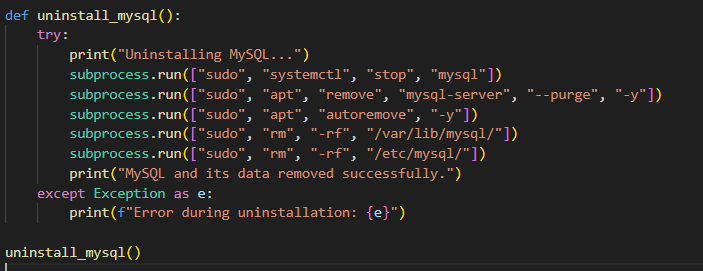 def uninstall_mysql():
    try:
        print("Uninstalling MySQL...")
        subprocess.run(["sudo", "systemctl", "stop", "mysql"])
        subprocess.run(["sudo", "apt", "remove", "mysql-server", "--purge", "-y"])
        subprocess.run(["sudo", "apt", "autoremove", "-y"])
        subprocess.run(["sudo", "rm", "-rf", "/var/lib/mysql/"])
        subprocess.run(["sudo", "rm", "-rf", "/etc/mysql/"])
        print("MySQL and its data removed successfully.")
    except Exception as e:
        print(f"Error during uninstallation: {e}")
uninstall_mysql()